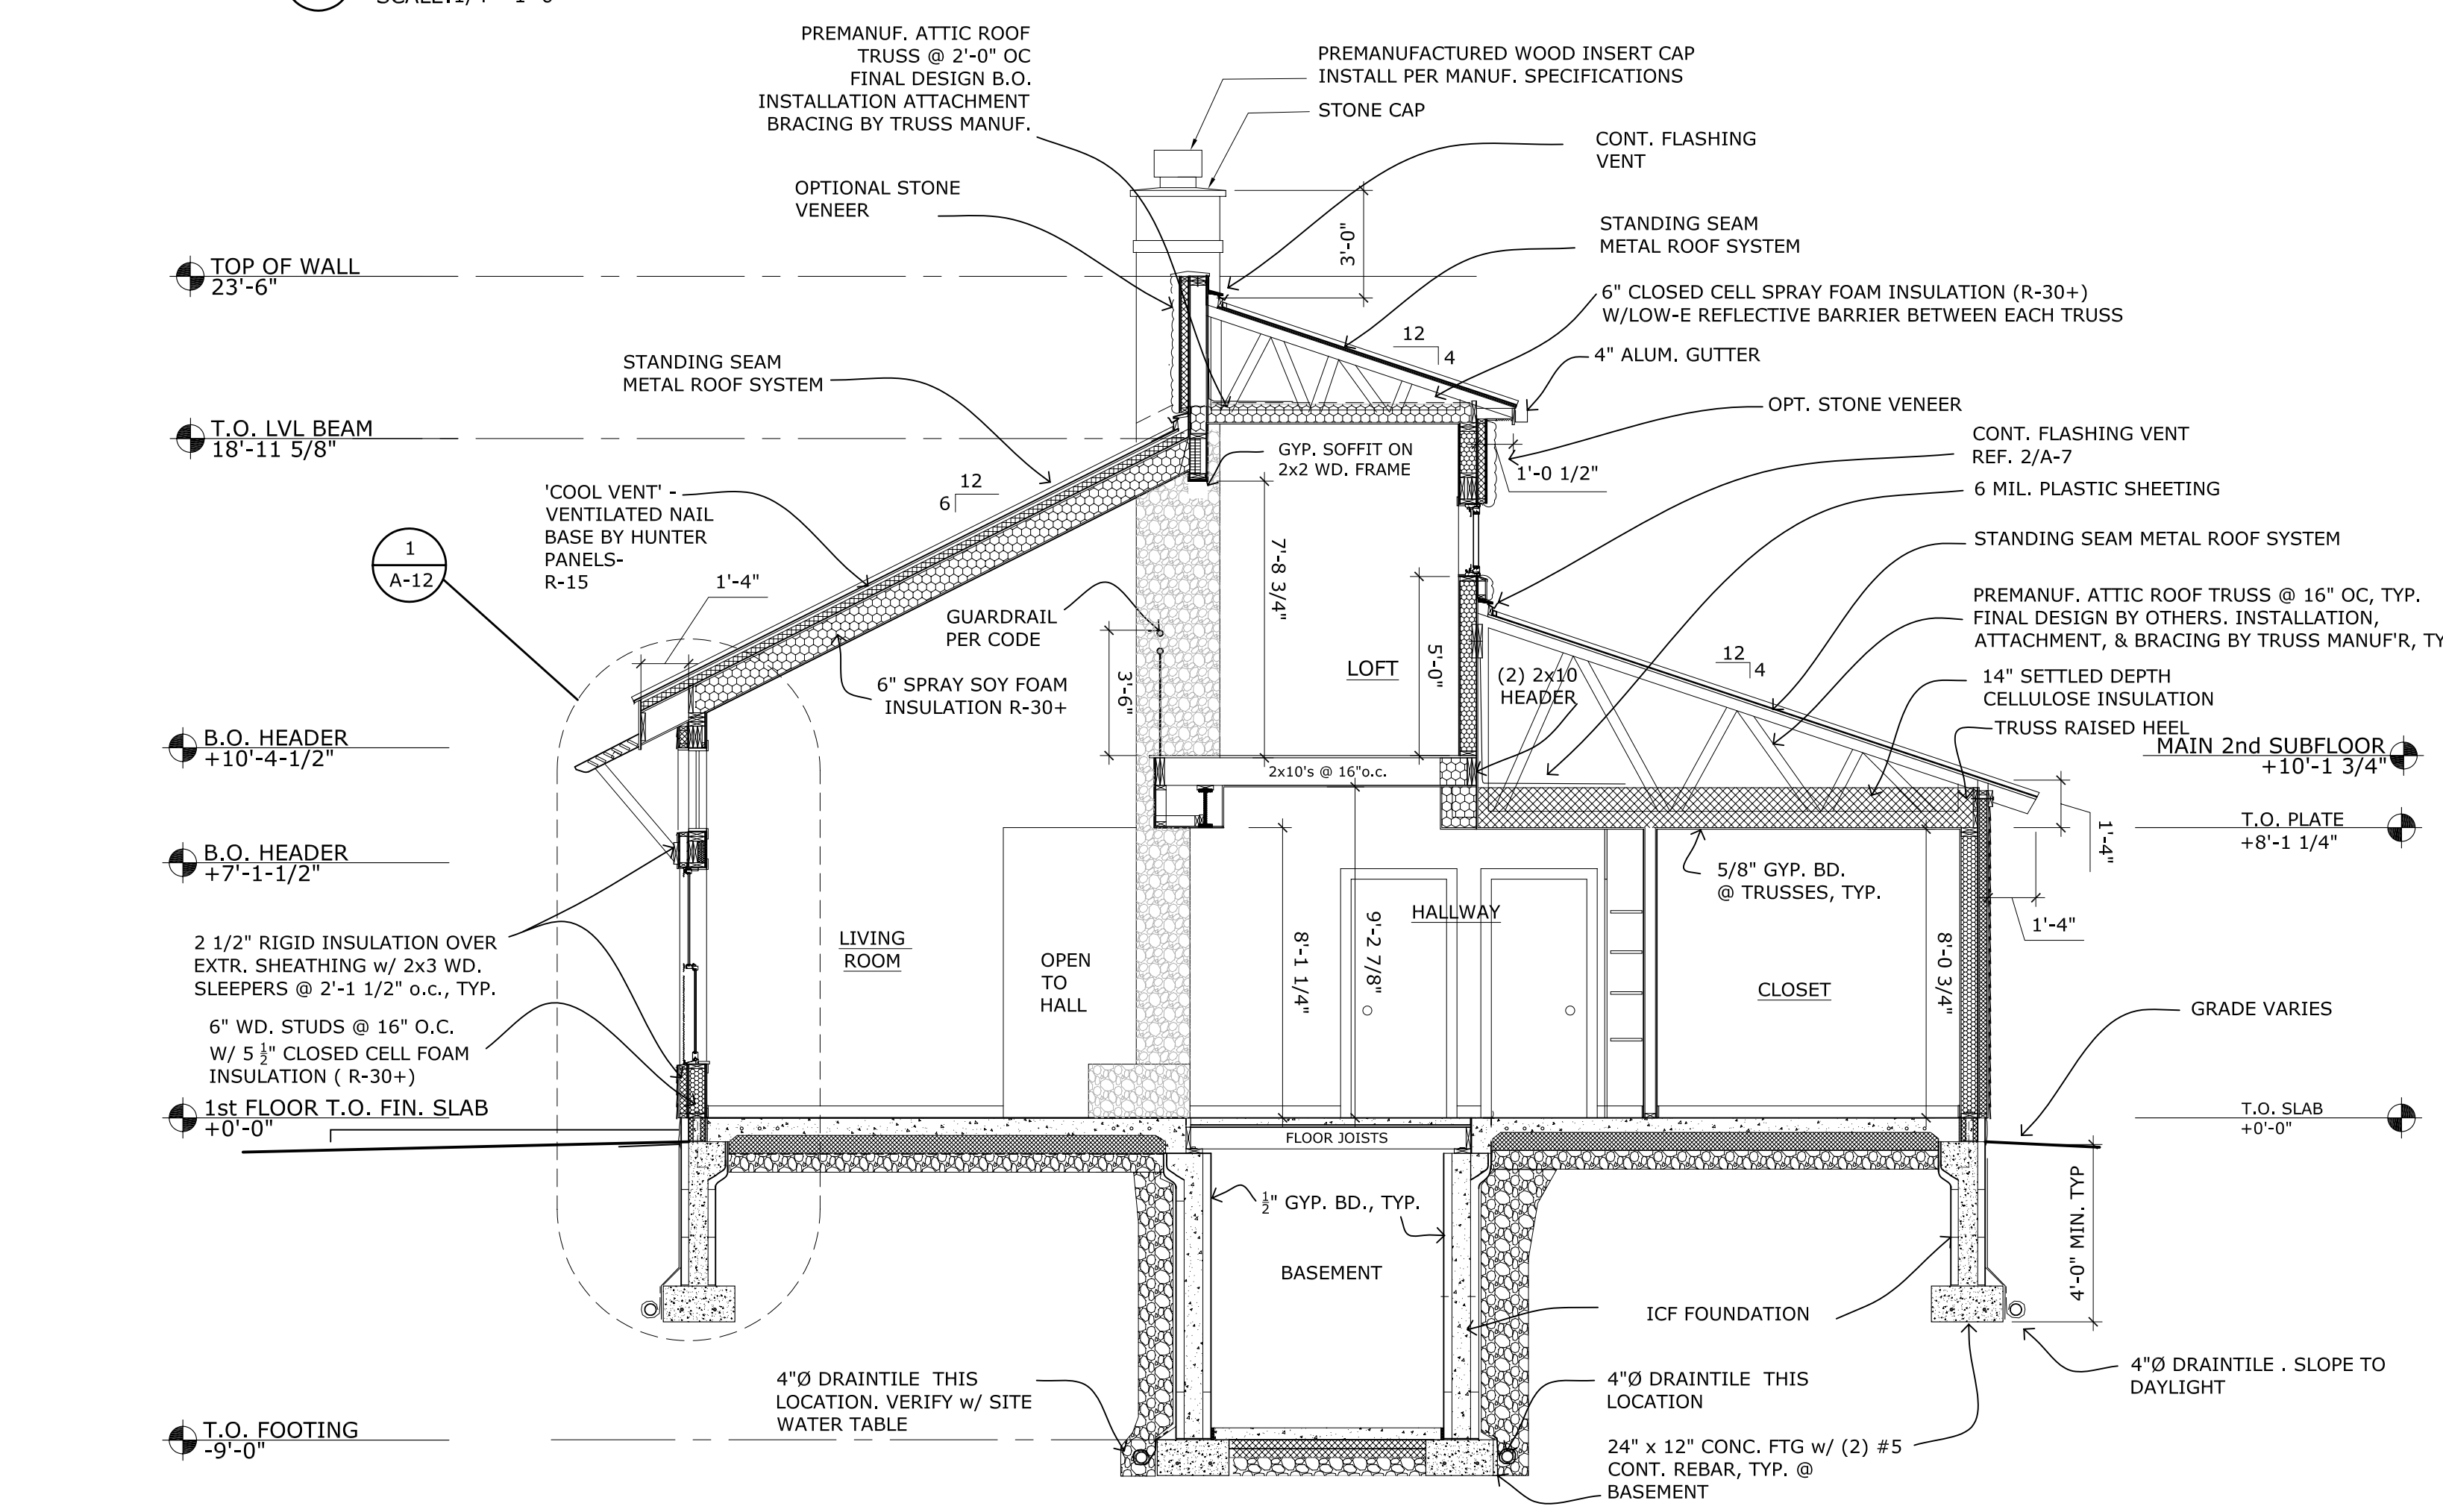 SCALE:1/4"=1'-0"
PREMANUF. ATTIC ROOF
TRUSS @ 2'-0" OC
FINAL DESIGN B.O.
INSTALLATION ATTACHMENT
BRACING BY TRUSS MANUF.
PREMANUFACTURED WOOD INSERT CAP
INSTALL PER MANUF. SPECIFICATIONS
STONE CAP
CONT. FLASHING
VENT
OPTIONAL STONE
VENEER
3'-0"
STANDING SEAM
METAL ROOF SYSTEM
TOP OF WALL
23'-6"
6" CLOSED CELL SPRAY FOAM INSULATION (R-30+)
W/LOW-E REFLECTIVE BARRIER BETWEEN EACH TRUSS
12
4
4" ALUM. GUTTER
STANDING SEAM
METAL ROOF SYSTEM
OPT. STONE VENEER
T.O. LVL BEAM
18'-11 5/8"
GYP. SOFFIT ON
2x2 WD. FRAME
1'-0 1/2"
CONT. FLASHING VENT
REF. 2/A-7
6 MIL. PLASTIC SHEETING
12
6
'COOL VENT' -
VENTILATED NAIL
BASE BY HUNTER
PANELS-
R-15
1
A-12
1'-4"
7'-8 3/4"
STANDING SEAM METAL ROOF SYSTEM
GUARDRAIL
PER CODE
PREMANUF. ATTIC ROOF TRUSS @ 16" OC, TYP.
FINAL DESIGN BY OTHERS. INSTALLATION,
ATTACHMENT, & BRACING BY TRUSS MANUF'R, TY
12
4
LOFT
5'-0"
3'-6"
(2) 2x10
HEADER
6" SPRAY SOY FOAM
INSULATION R-30+
14" SETTLED DEPTH
CELLULOSE INSULATION
TRUSS RAISED HEEL
B.O. HEADER
+10'-4-1/2"
MAIN 2nd SUBFLOOR
+10'-1 3/4"
2x10's @ 16"o.c.
T.O. PLATE
+8'-1 1/4"
1'-4"
B.O. HEADER
+7'-1-1/2"
5/8" GYP. BD.
@ TRUSSES, TYP.
HALLWAY
1'-4"
2 1/2" RIGID INSULATION OVER
EXTR. SHEATHING w/ 2x3 WD.
SLEEPERS @ 2'-1 1/2" o.c., TYP.
LIVING
ROOM
OPEN
TO
HALL
8'-1 1/4"
9'-2 7/8"
8'-0 3/4"
CLOSET
GRADE VARIES
6" WD. STUDS @ 16" O.C.
W/ 5 1/2" CLOSED CELL FOAM
INSULATION ( R-30+)
1st FLOOR T.O. FIN. SLAB
+0'-0"
T.O. SLAB
+0'-0"
FLOOR JOISTS
1/2" GYP. BD., TYP.
4'-0" MIN. TYP
BASEMENT
ICF FOUNDATION
4"Ø DRAINTILE THIS
LOCATION. VERIFY w/ SITE
WATER TABLE
4"Ø DRAINTILE THIS
LOCATION
4"Ø DRAINTILE . SLOPE TO
DAYLIGHT
T.O. FOOTING
-9'-0"
24" x 12" CONC. FTG w/ (2) #5
CONT. REBAR, TYP. @
BASEMENT